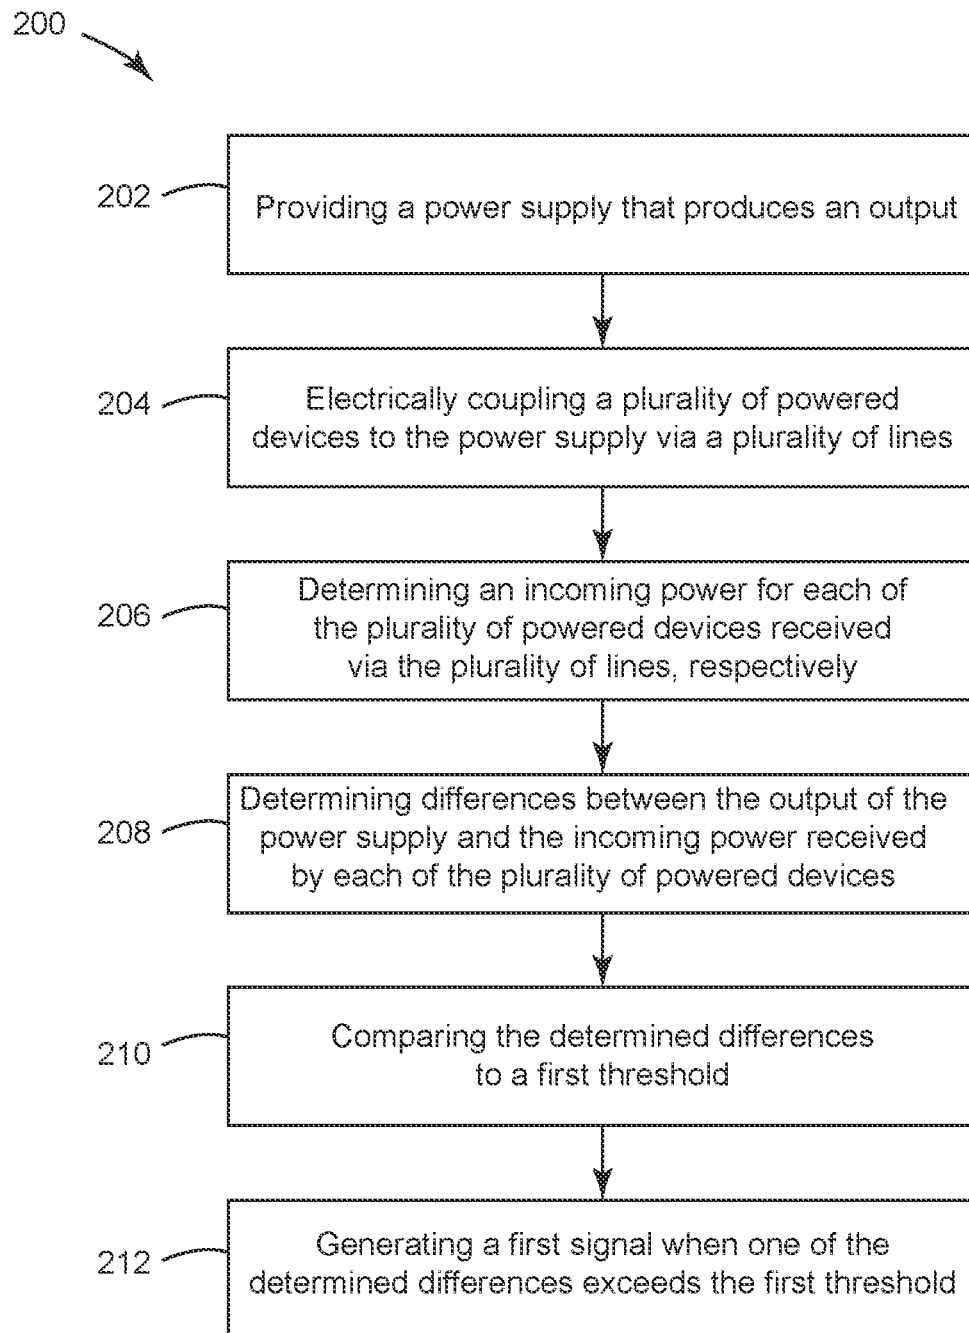 200
202
Providing a power supply that produces an output
204
Electrically coupling a plurality of powered
devices to the power supply via a plurality of lines
206
Determining an incoming power for each of
the plurality of powered devices received
via the plurality of lines, respectively
208
Determining differences between the output of the
power supply and the incoming power received
by each of the plurality of powered devices
210
Comparing the determined differences
to a first threshold
212
Generating a first signal when one of the
determined differences exceeds the first threshold